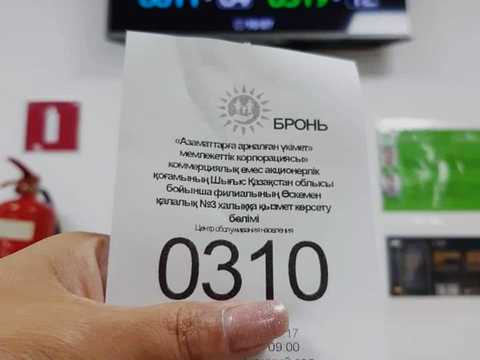 БРОНЬ
«Азаматтарға арналған үкімет»
мемлекеттік корпорациясы»
коммерциялық емес акционерлік
қоғамының Шығыс Қазақстан облысы
бойынша филиалының Өскемен
қалалық №3 халыққа қызмет көрсету
бөлімі
Центр обслуживания населения
0310
17
09:00